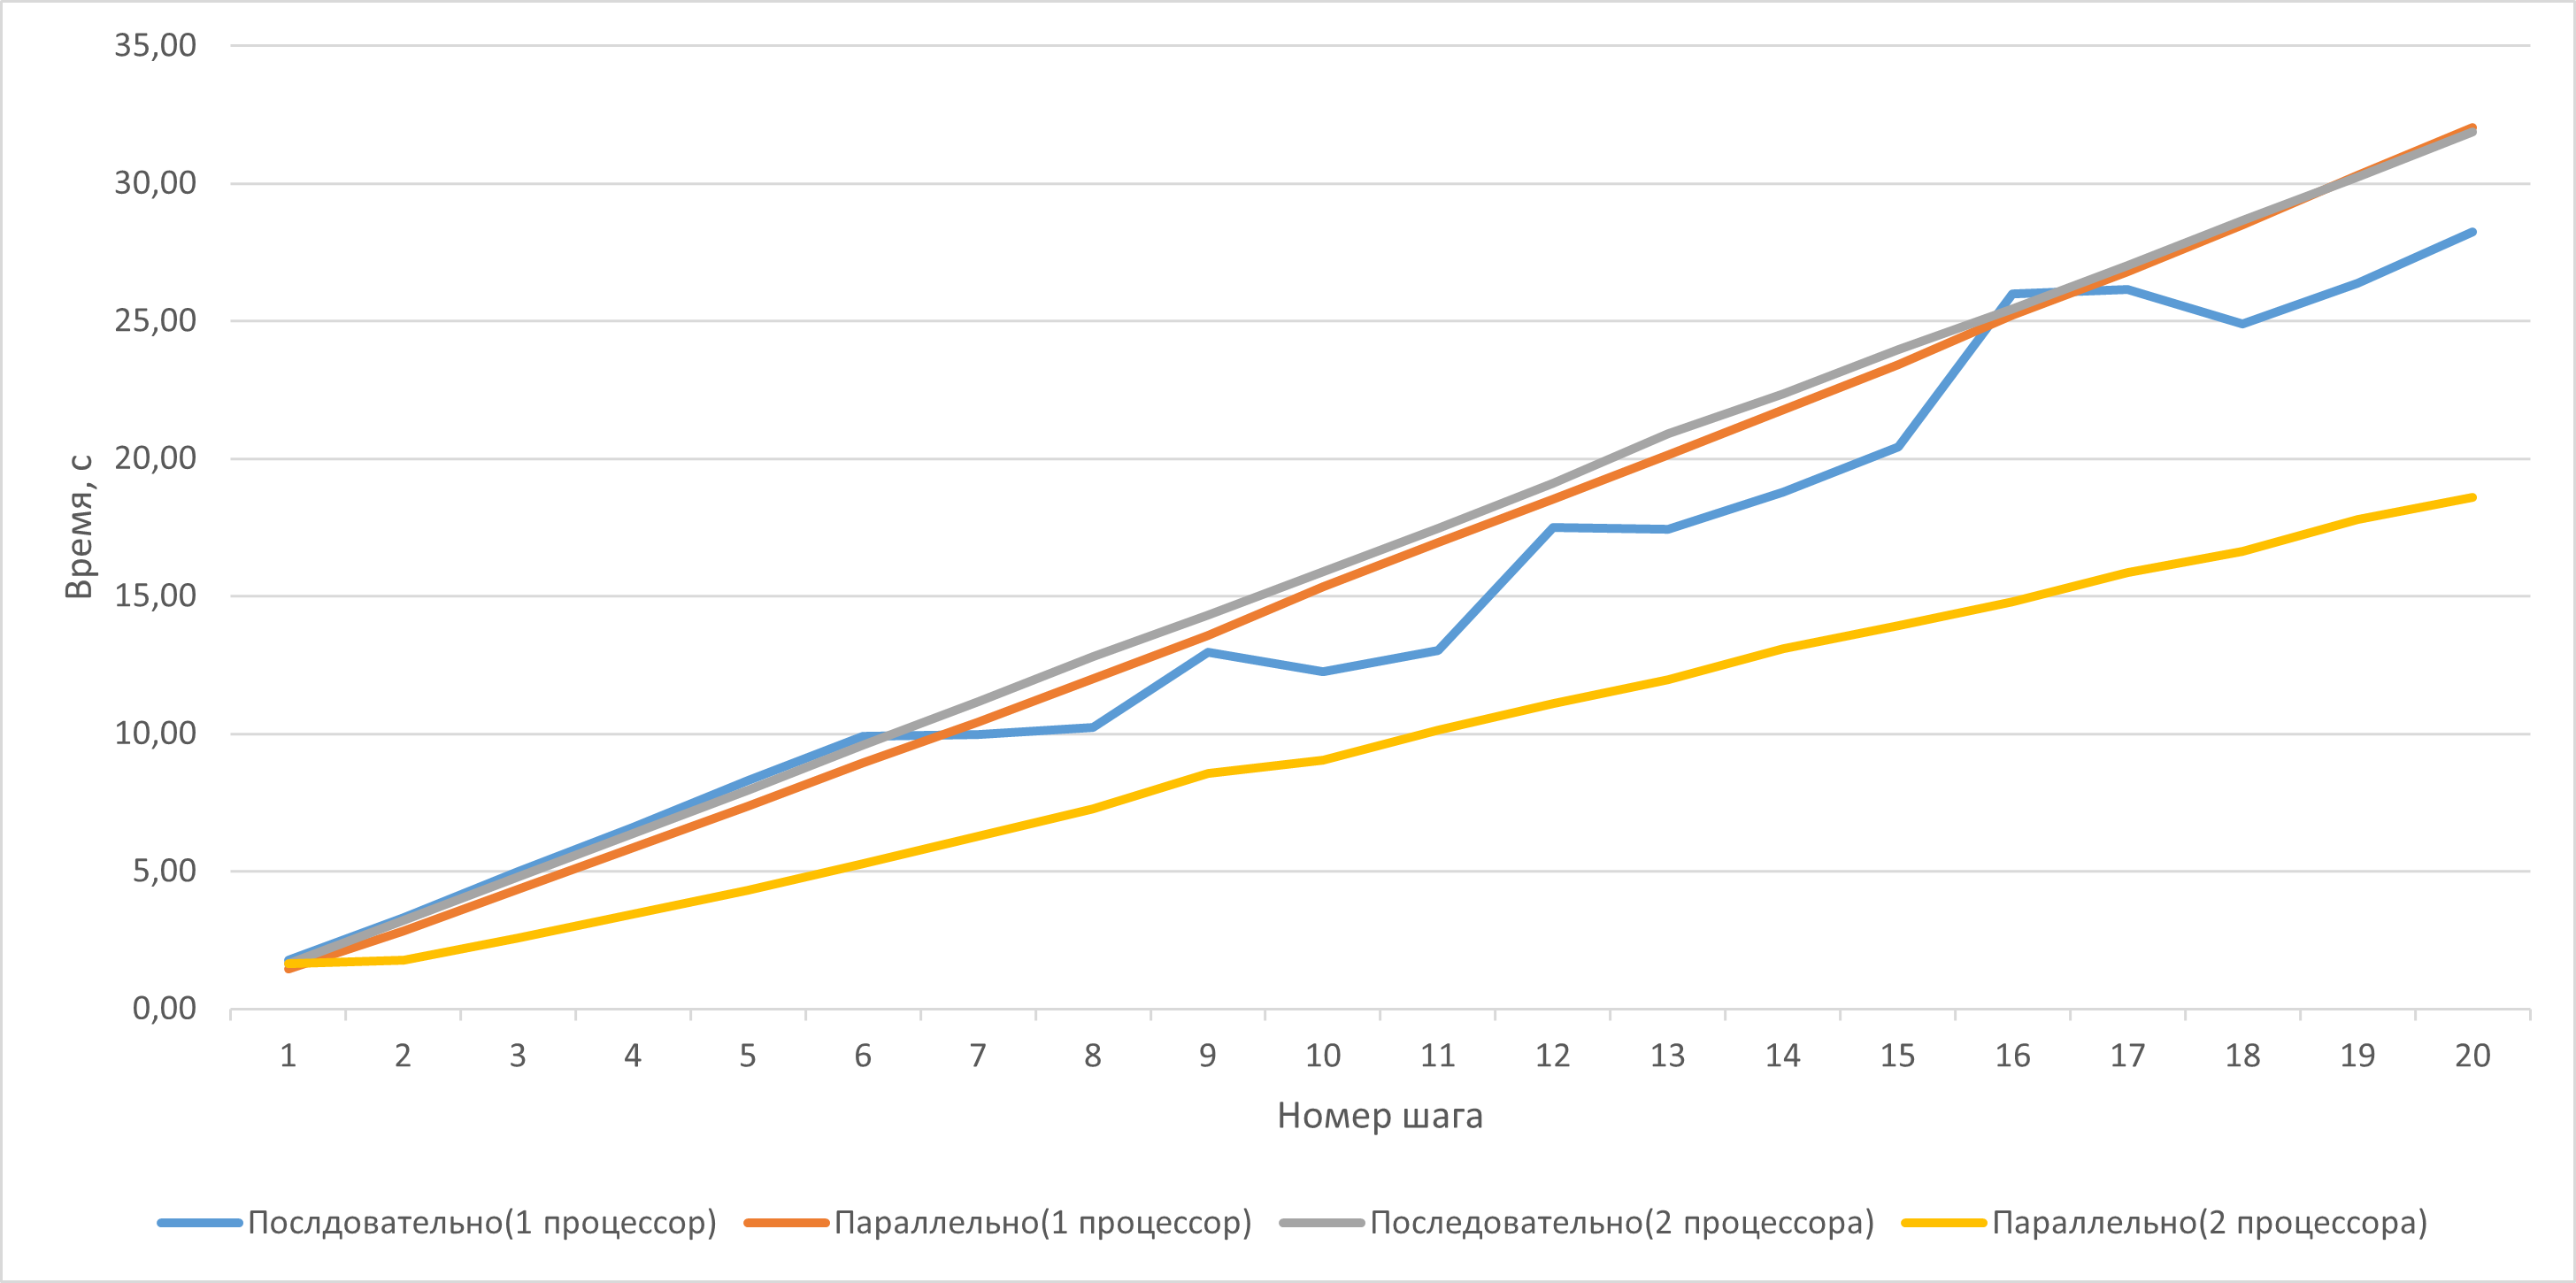 35,00
30,00
25,00
20,00
15,00
10,00
5,00
0,00
Время, с
1 2 3 4 5 6 7 8 9 10 11 12 13 14 15 16 17 18 19 20
Номер шага
Послдовательно(1 процессор) Параллельно(1 процессор) Последовательно(2 процессора) Параллельно(2 процессора)